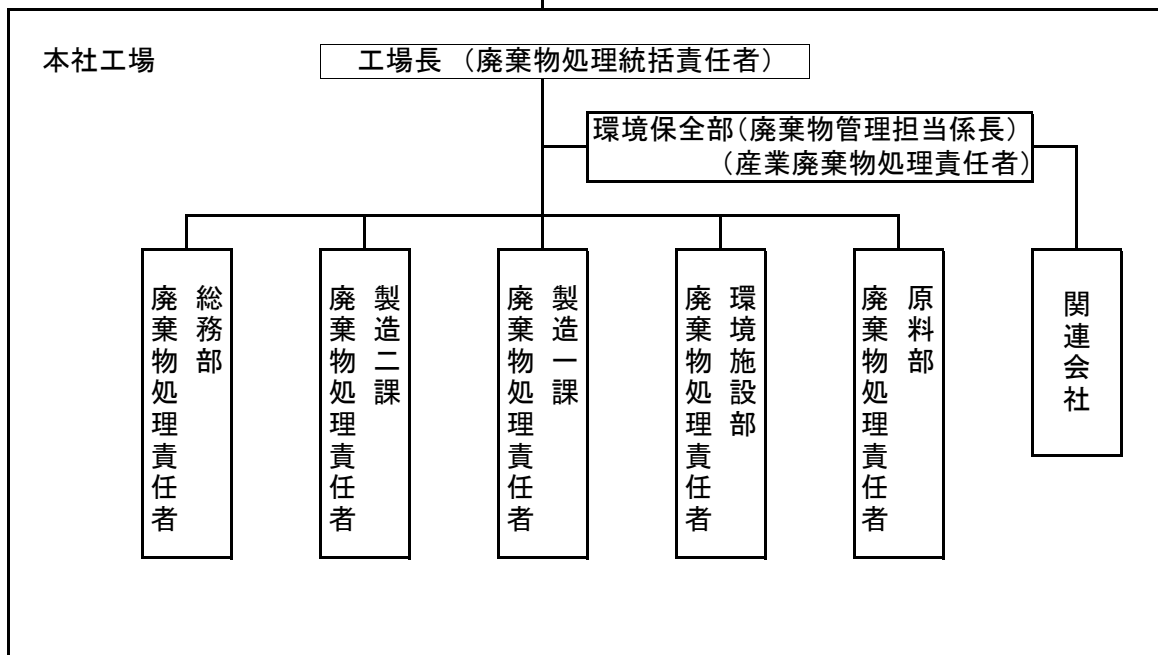 本社工場
工場長 （廃棄物処理統括責任者）
環境保全部（廃棄物管理担当係長）
（産業廃棄物処理責任者）
総務部
廃棄物処理責任者
製造二課
廃棄物処理責任者
製造一課
廃棄物処理責任者
環境施設部
廃棄物処理責任者
原料部
廃棄物処理責任者
関連会社